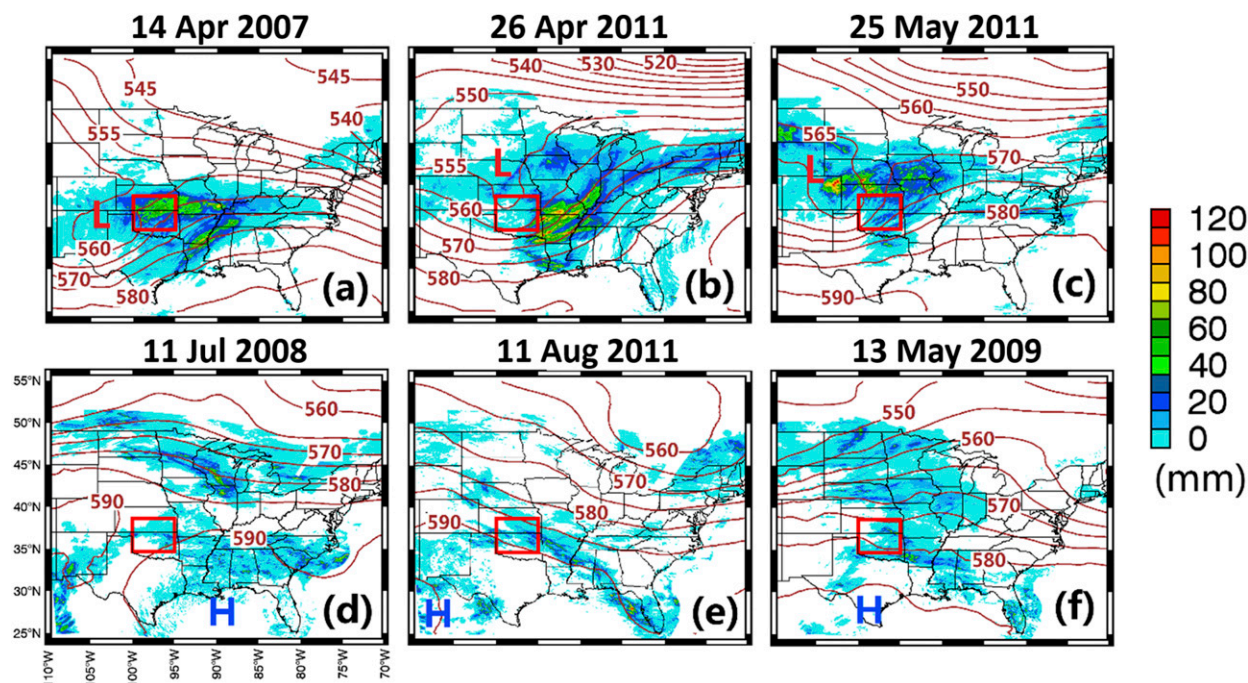 14 Apr 2007
26 Apr 2011
25 May 2011
545
545
555
540
L
560
570
580
(a)
540
530
520
550
L
555
560
570
580
(b)
550
560
565
L
570
580
590
(c)
120
100
80
60
40
20
0
(mm)
11 Jul 2008
11 Aug 2011
13 May 2009
55°N
50°N
45°N
40°N
35°N
30°N
25°N
560
570
580
590
590
H
(d)
560
570
580
590
H
(e)
550
560
570
580
H
(f)
110°W
105°W
100°W
95°W
90°W
85°W
80°W
75°W
70°W